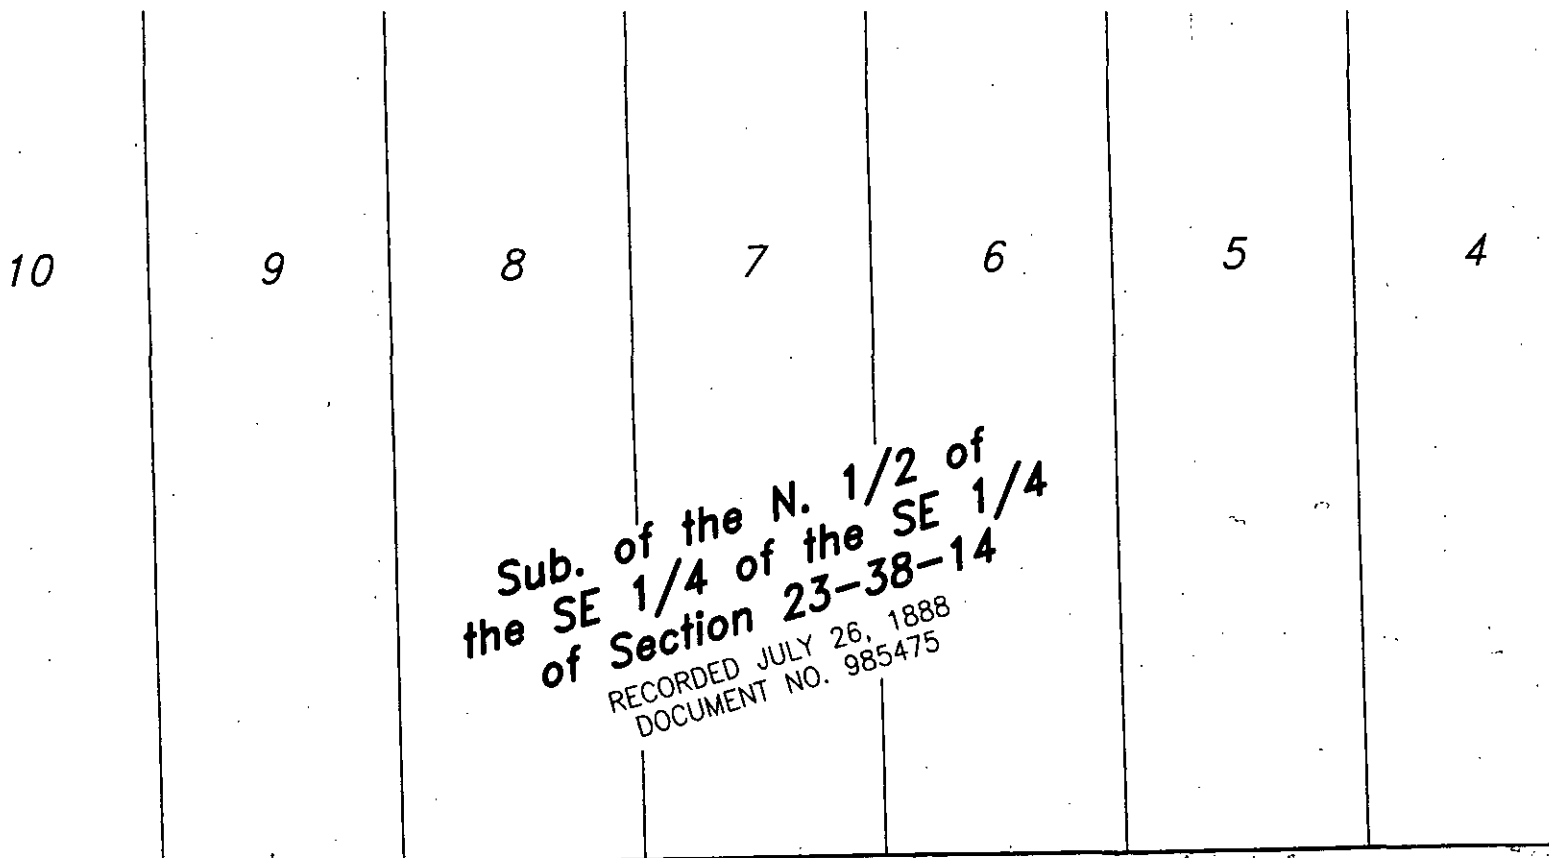 10 9 8 7 6 5 4
Sub. of the N. 1/2 of
the SE 1/4 of the SE 1/4
of Section 23-38-14
RECORDED JULY 26, 1888
DOCUMENT NO. 985475